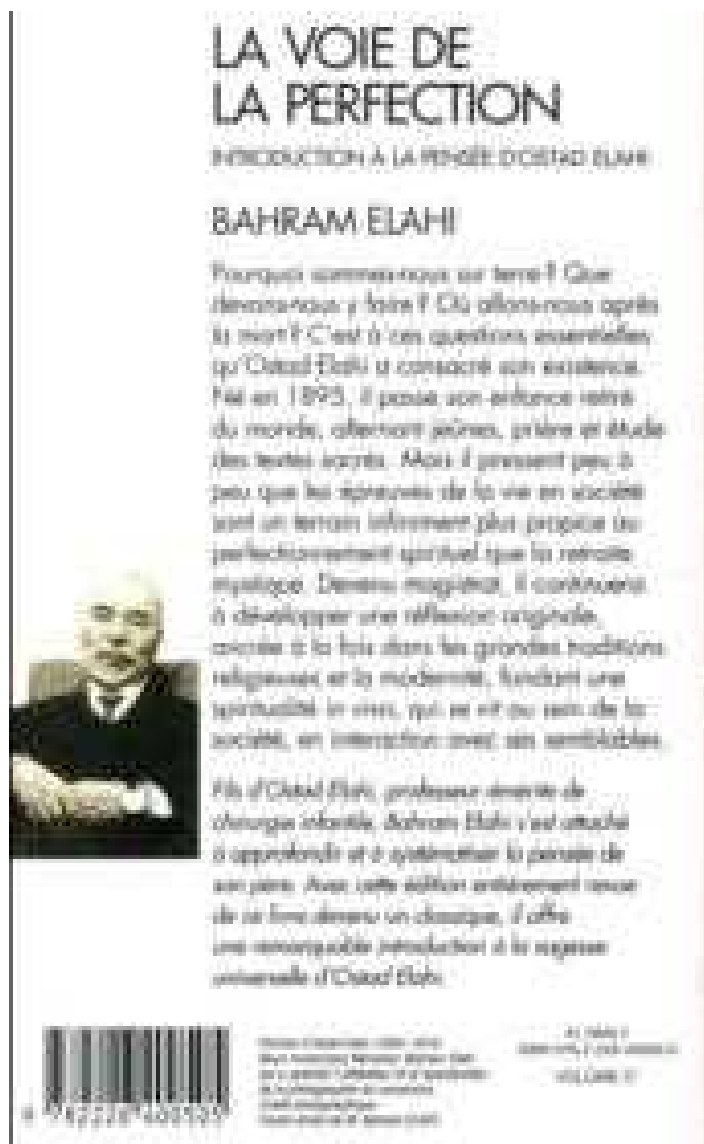 LA VOIE DE
LA PERFECTION
INTRODUCTION À LA PENSÉE D'OSTAD ELAHI
BAHRAM ELAHI
Pourquoi sommes-nous sur terre ? Que
devons-nous y faire ? Où allons-nous après
la mort ? C'est à ces questions essentielles
qu'Ostad Elahi a consacré son existence.
Né en 1895, il passe son enfance retiré
du monde, alternant jeûnes, prière et étude
des textes sacrés. Mais il pressent peu à
peu que les épreuves de la vie en société
sont un terrain infiniment plus propice au
perfectionnement spirituel que la retraite
mystique. Devenu magistrat, il continuera
à développer une réflexion originale,
ancrée à la fois dans les grandes traditions
religieuses et la modernité, fondant une
spiritualité in vivo, qui se vit au sein de la
société, en interaction avec ses semblables.
Fils d'Ostad Elahi, professeur émérite de
chirurgie infantile, Bahram Elahi s'est attaché
à approfondir et à systématiser la pensée de
son père. Avec cette édition entièrement revue
de ce livre devenu un classique, il offre
une remarquable introduction à la sagesse
universelle d'Ostad Elahi.
9 782226 400505